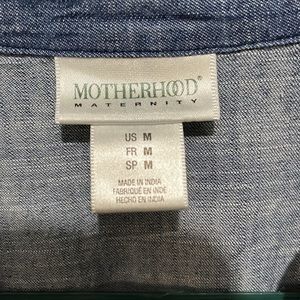 MOTHERHOOD®
MATERNITY
US M
FR M
SP M
MADE IN INDIA
FABRIQUÉ EN INDE
HECHO EN INDIA